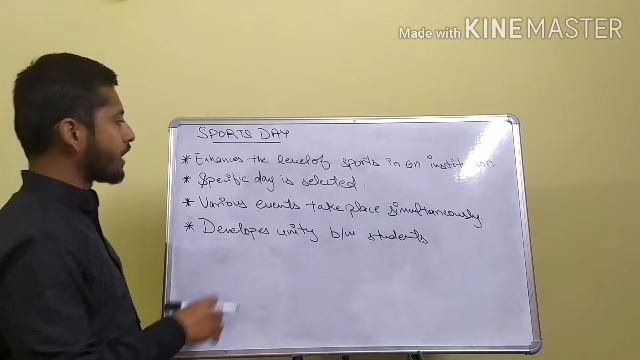 Made with KINEMASTER
SPORTS DAY
* Enhances the level of sports in an institution
* Specific day is selected.
* Various events take place simultaneously
* Developes unity b/w students